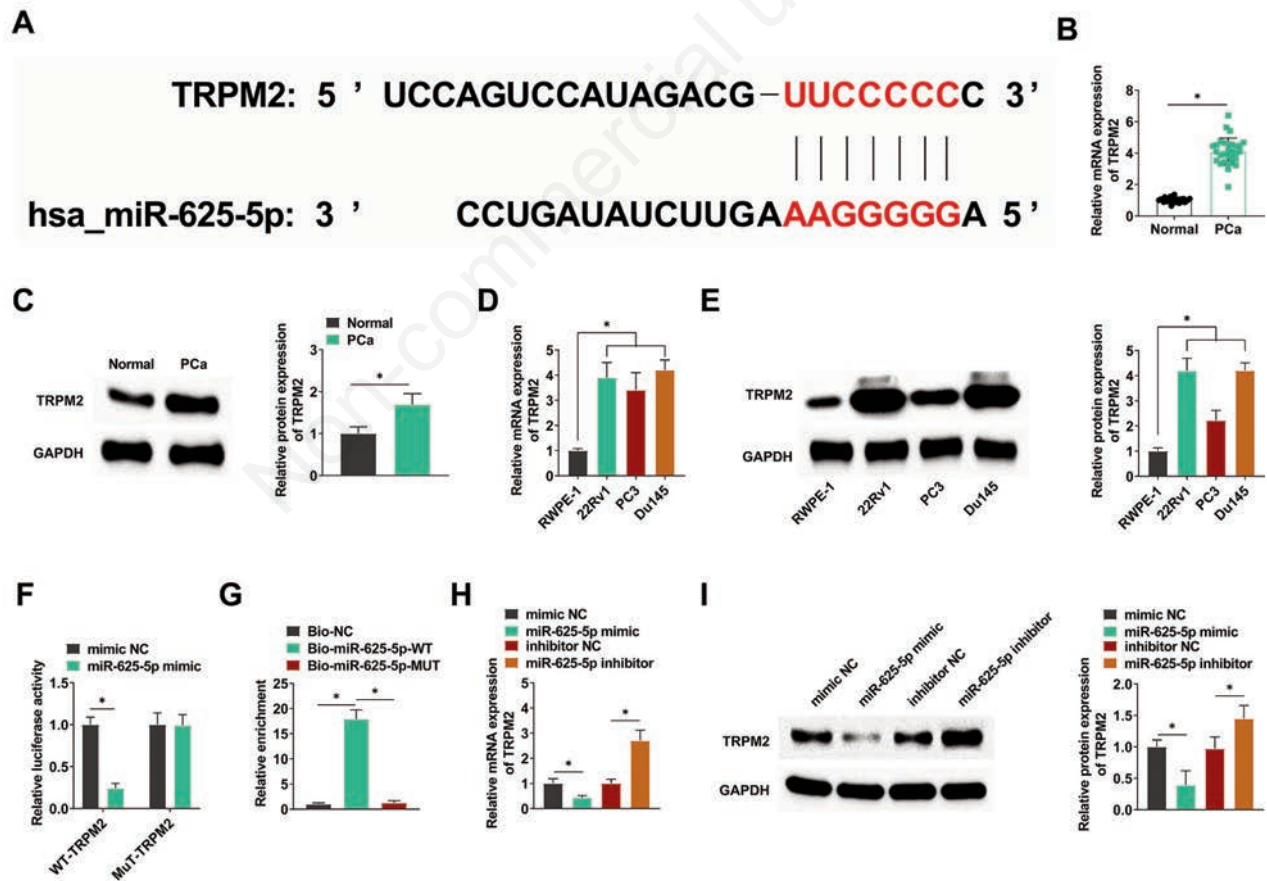 A
TRPM2: 5 ' UCCAGUCCAUAGACG–UUCCCCCC 3'
hsa_miR-625-5p: 3 ' CCUGAUAUCUUGAAAGGGGGA 5'
B
Relative mRNA expression
of TRPM2
8
6
4
2
0
*
Normal PCa
C
Normal PCa
TRPM2
GAPDH
Normal
PCa
Relative protein expression
of TRPM2
3
2
1
0
*
D
Relative mRNA expression
of TRPM2
5
4
3
2
1
0
*
RWPE-1
22Rv1
PC3
Du145
E
TRPM2
GAPDH
RWPE-1
22Rv1
PC3
Du145
Relative protein expression
of TRPM2
5
4
3
2
1
0
*
RWPE-1
22Rv1
PC3
Du145
F
mimic NC
miR-625-5p mimic
Relative luciferase activity
1.5
1.0
0.5
0.0
*
WT-TRPM2
MuT-TRPM2
G
Bio-NC
Bio-miR-625-5p-WT
Bio-miR-625-5p-MUT
Relative enrichment
25
20
15
10
5
0
* *
H
mimic NC
miR-625-5p mimic
inhibitor NC
miR-625-5p inhibitor
Relative mRNA expression
of TRPM2
4
3
2
1
0
*
*
I
mimic NC
miR-625-5p mimic
inhibitor NC
miR-625-5p inhibitor
TRPM2
GAPDH
mimic NC
miR-625-5p mimic
inhibitor NC
miR-625-5p inhibitor
Relative protein expression
of TRPM2
2.0
1.5
1.0
0.5
0.0
*
*
Non-commercial u